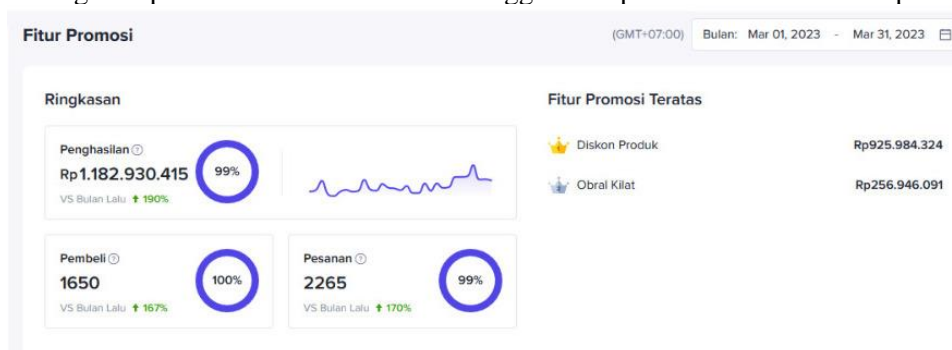 Fitur Promosi
(GMT+07:00) Bulan: Mar 01, 2023 - Mar 31, 2023
Ringkasan
Penghasilan
Rp1.182.930.415
99%
VS Bulan Lalu ↑ 190%
Pembeli
1650
100%
VS Bulan Lalu ↑ 167%
Pesanan
2265
99%
VS Bulan Lalu ↑ 170%
Fitur Promosi Teratas
Diskon Produk Rp925.984.324
Obral Kilat Rp256.946.091